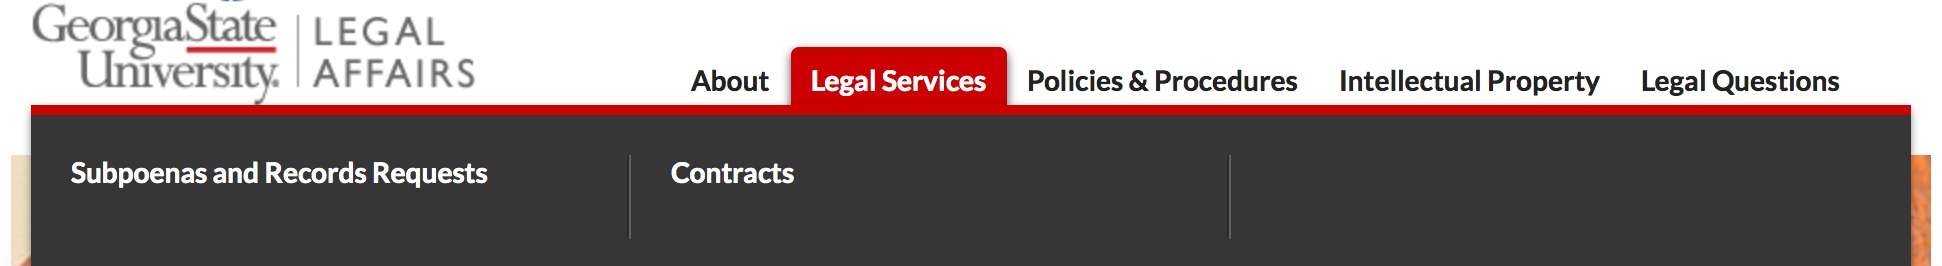 GeorgiaState
University.
LEGAL
AFFAIRS
About
Legal Services
Policies & Procedures
Intellectual Property
Legal Questions
Subpoenas and Records Requests
Contracts